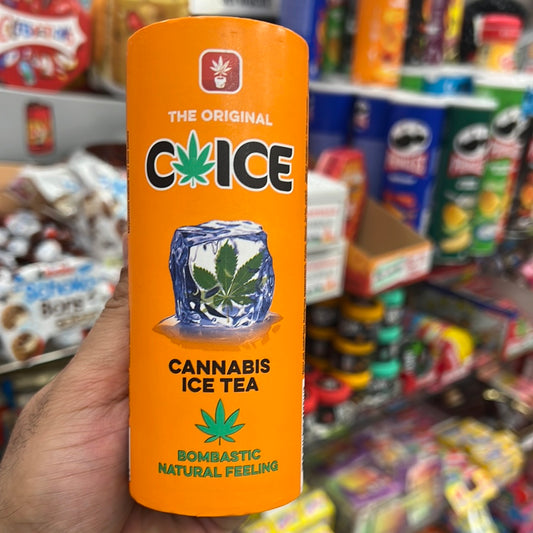 THE ORIGINAL
C ICE
CANNABIS
ICE TEA
BOMBASTIC
NATURAL FEELING